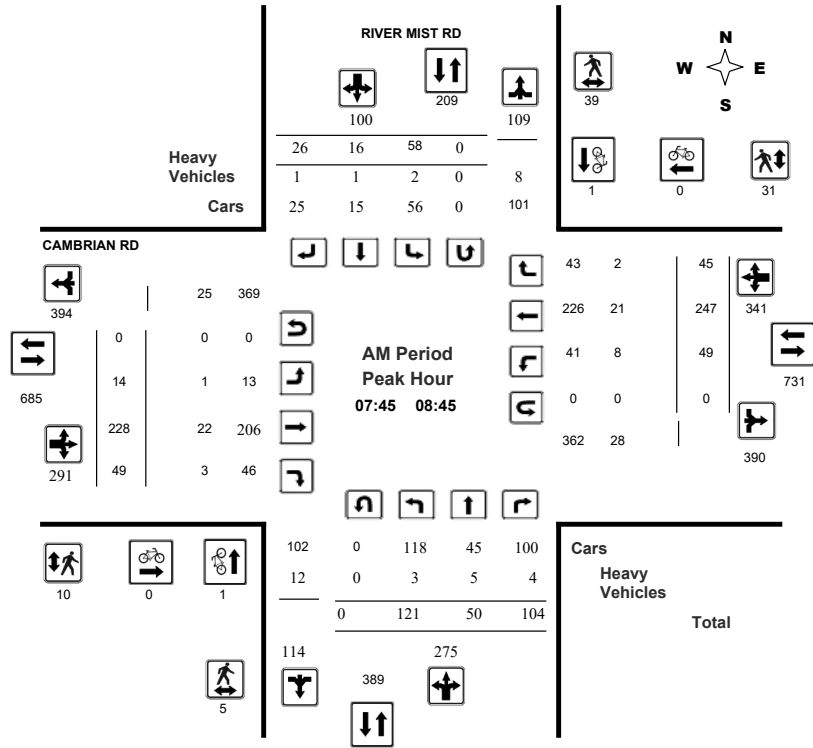 RIVER MIST RD
N
W E
S
209
39
100 109
26 16 58 0
Heavy
Vehicles
1 1 2 0 8
1 0 31
Cars
25 15 56 0 101
CAMBRIAN RD
43 2 45
394
25 369
226 21 247 341
0 0 0
AM Period
Peak Hour
07:45 08:45
41 8 49
685
14 1 13
731
0 0 0
228 22 206
362 28
390
291
49 3 46
102 0 118 45 100
Cars
12 0 3 5 4
Heavy
Vehicles
10 0 1
0 121 50 104
Total
114 275
389
5